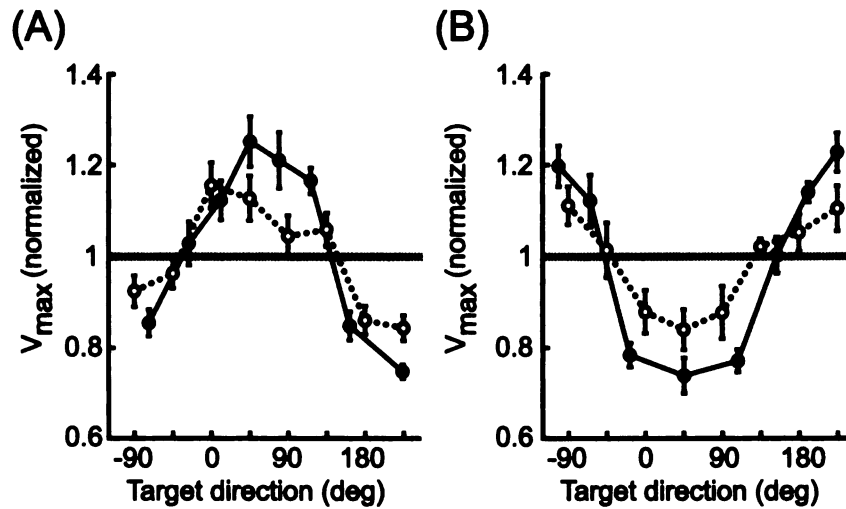 (A)
1.4
1.2
1
0.8
0.6
Vmax (normalized)
-90 0 90 180
Target direction (deg)
(B)
1.4
1.2
1
0.8
0.6
Vmax (normalized)
-90 0 90 180
Target direction (deg)